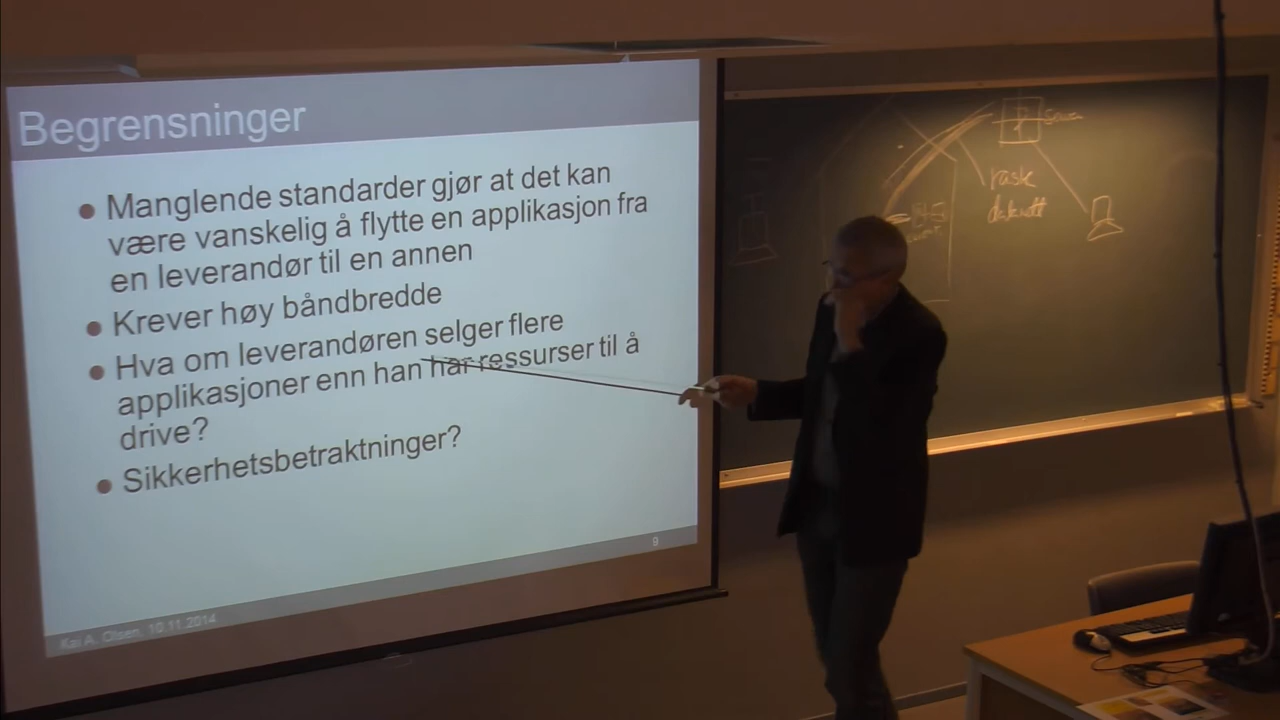 Begrensninger
Manglende standarder gjør at det kan
være vanskelig å flytte en applikasjon fra
en leverandør til en annen
Krever høy båndbredde
Hva om leverandøren selger flere
applikasjoner enn han har ressurser til å
drive?
Sikkerhetsbetraktninger?
9
Kai A. Olsen, 10.11.2014
rask